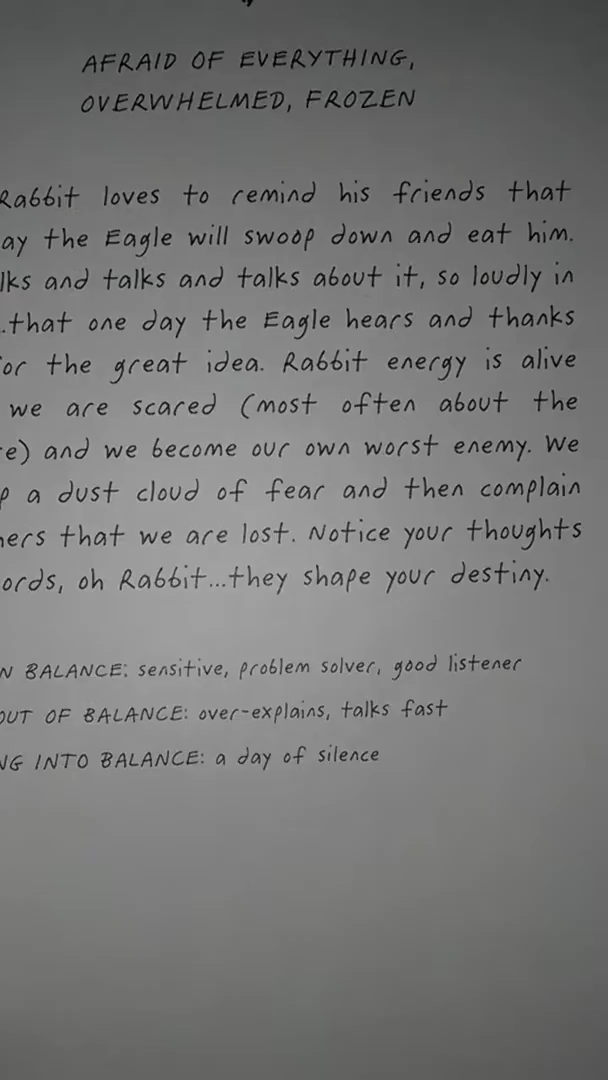 AFRAID OF EVERYTHING,
OVERWHELMED, FROZEN
Rabbit loves to remind his friends that
the Eagle will swoop down and eat him.
and talks and talks about it, so loudly in
that one day the Eagle hears and thanks
the great idea. Rabbit energy is alive
we are scared (most often about the
and we become our own worst enemy. We
a dust cloud of fear and then complain
that we are lost. Notice your thoughts
oh Rabbit...they shape your destiny.
BALANCE: sensitive, problem solver, good listener
OUT OF BALANCE: over-explains, talks fast
INTO BALANCE: a day of silence